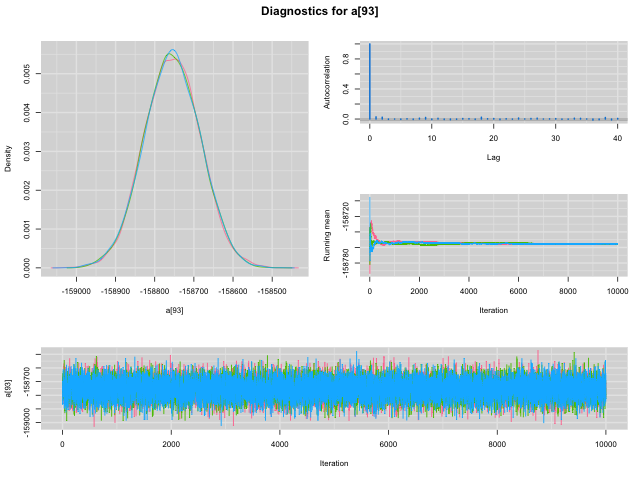 Diagnostics for a[93]
Density
0.000 0.001 0.002 0.003 0.004 0.005
-159000 -158900 -158800 -158700 -158600 -158500
a[93]
Autocorrelation
0.0 0.4 0.8
0 10 20 30 40
Lag
Running mean
-158780 -158720
0 2000 4000 6000 8000 10000
Iteration
a[93]
-159000 -158700
0 2000 4000 6000 8000 10000
Iteration